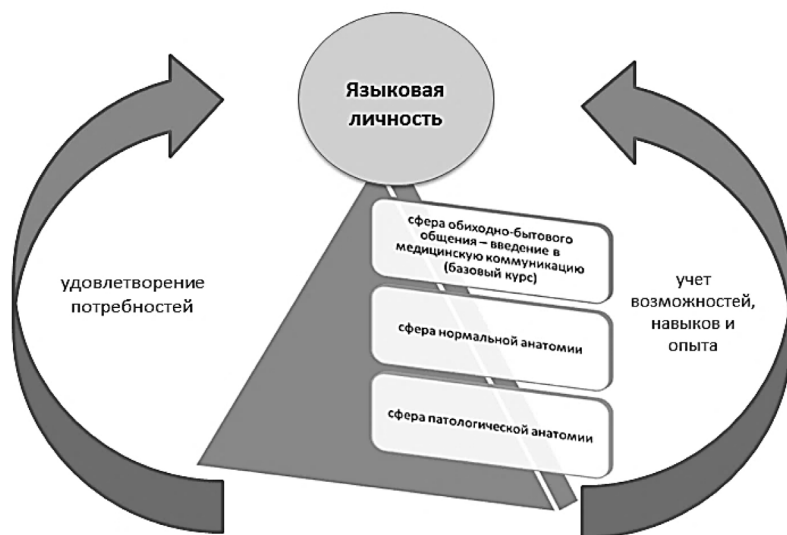 Языковая
личность
сфера обиходно-бытового
общения – введение в
медицинскую коммуникацию
(базовый курс)
удовлетворение
потребностей
учет
возможностей,
навыков и
опыта
сфера нормальной анатомии
сфера патологической анатомии